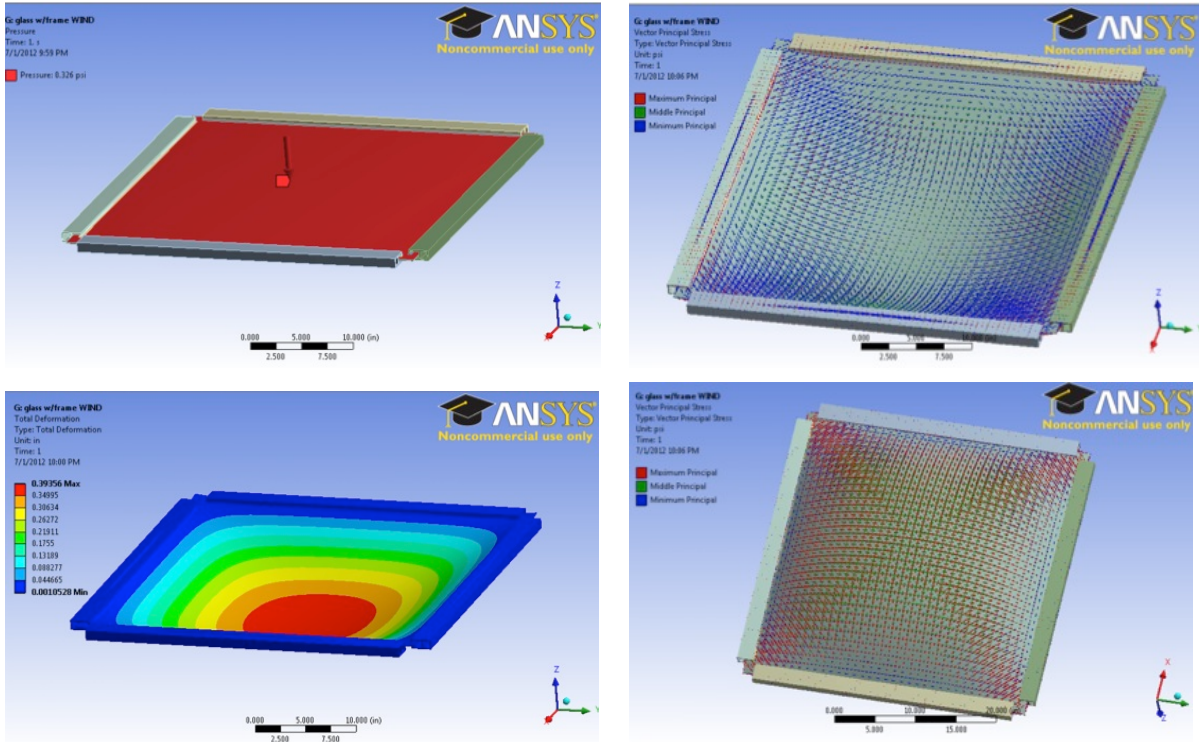 G: glass w/frame WIND
Pressure
Time: 1. s
7/1/2012 9:59 PM
Pressure: 0.326 psi
ANSYS
Noncommercial use only
Z
Y
X
0.000 5.000 10.000 (in)
2.500 7.500
G: glass w/frame WIND
Vector Principal Stress
Type: Vector Principal Stress
Unit: psi
Time: 1
7/1/2012 10:06 PM
Maximum Principal
Middle Principal
Minimum Principal
ANSYS
Noncommercial use only
Z
Y
X
0.000 5.000 10.000 (in)
2.500 7.500
G: glass w/frame WIND
Total Deformation
Type: Total Deformation
Unit: in
Time: 1
7/1/2012 10:00 PM
0.39356 Max
0.34995
0.30634
0.26272
0.21911
0.1755
0.13189
0.088277
0.044665
0.0010528 Min
ANSYS
Noncommercial use only
Z
Y
X
0.000 5.000 10.000 (in)
2.500 7.500
G: glass w/frame WIND
Vector Principal Stress
Type: Vector Principal Stress
Unit: psi
Time: 1
7/1/2012 10:06 PM
Maximum Principal
Middle Principal
Minimum Principal
ANSYS
Noncommercial use only
X
Y
Z
0.000 10.000 20.000
5.000 15.000